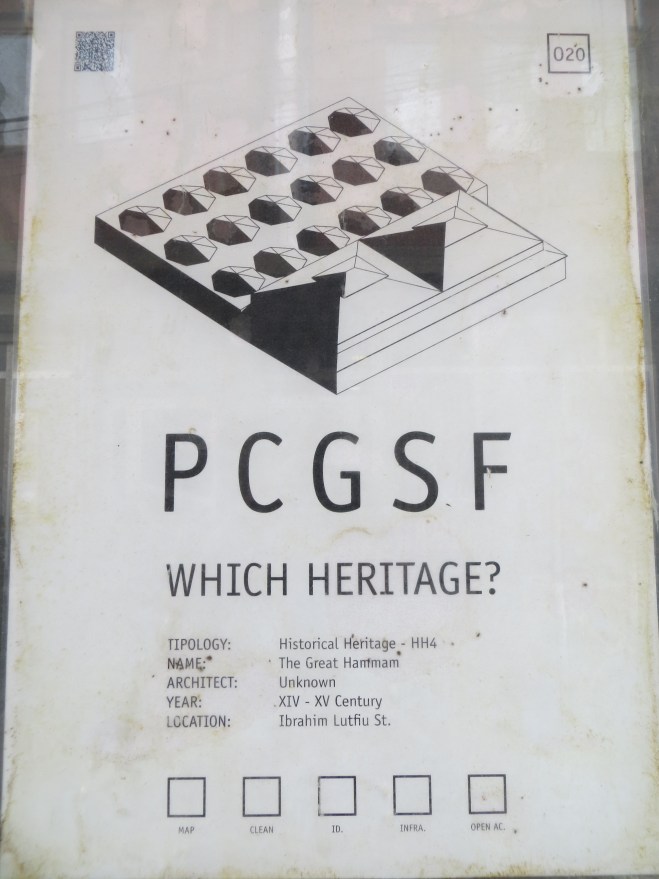 020
PCGSF
WHICH HERITAGE?
TIPOLOGY: Historical Heritage - HH4
NAME: The Great Hammam
ARCHITECT: Unknown
YEAR: XIV - XV Century
LOCATION: Ibrahim Lutfiu St.
MAP CLEAN ID. INFRA. OPEN AC.